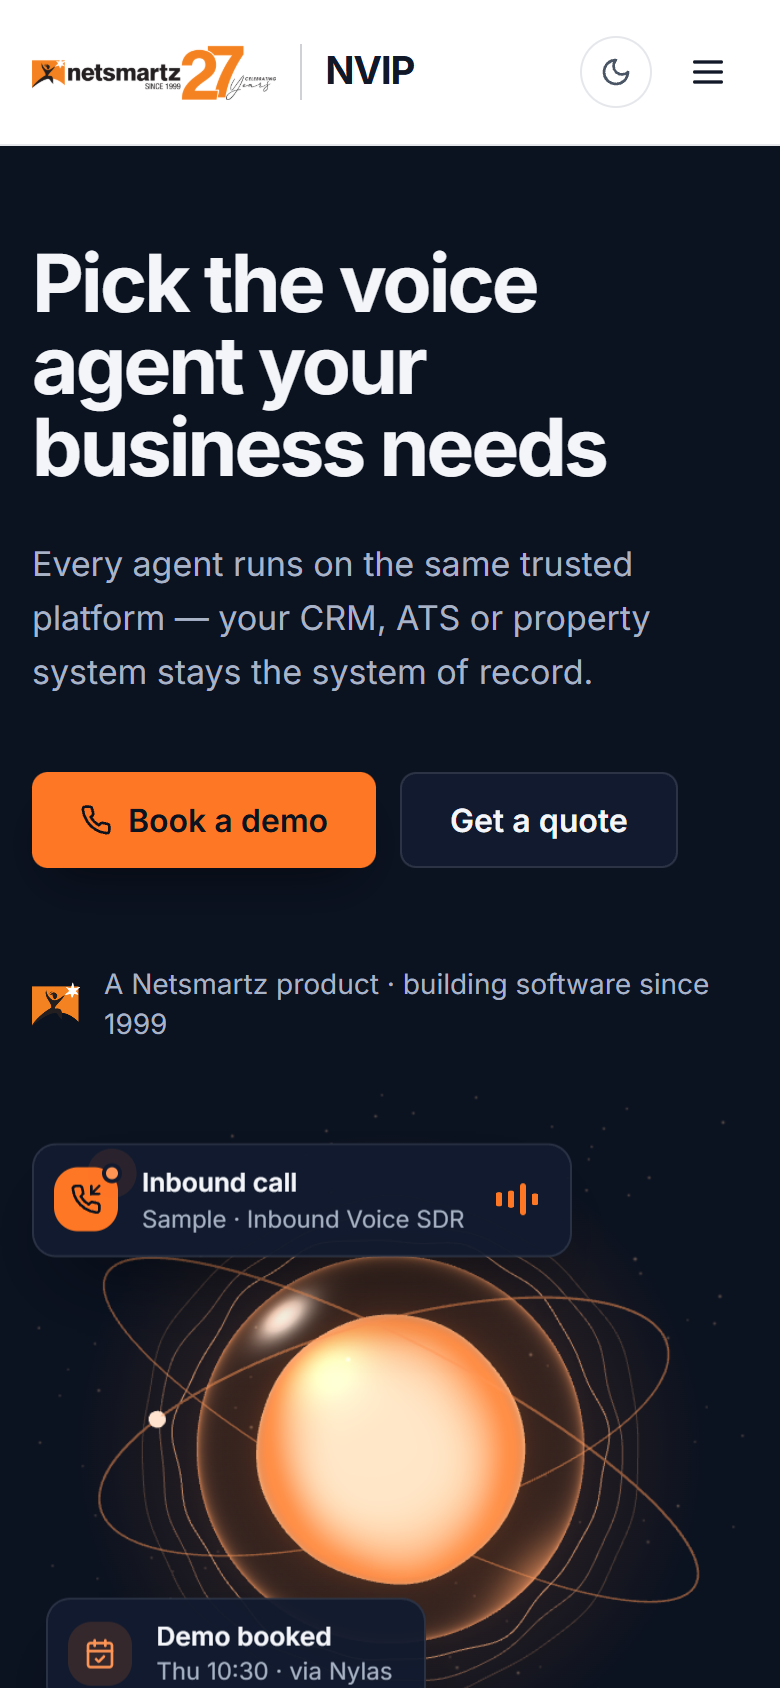 netsmartz
SINCE 1999
27
CELEBRATING
Years
NVIP
Pick the voice
agent your
business needs
Every agent runs on the same trusted
platform — your CRM, ATS or property
system stays the system of record.
Book a demo
Get a quote
A Netsmartz product · building software since
1999
Inbound call
Sample · Inbound Voice SDR
Demo booked
Thu 10:30 · via Nylas